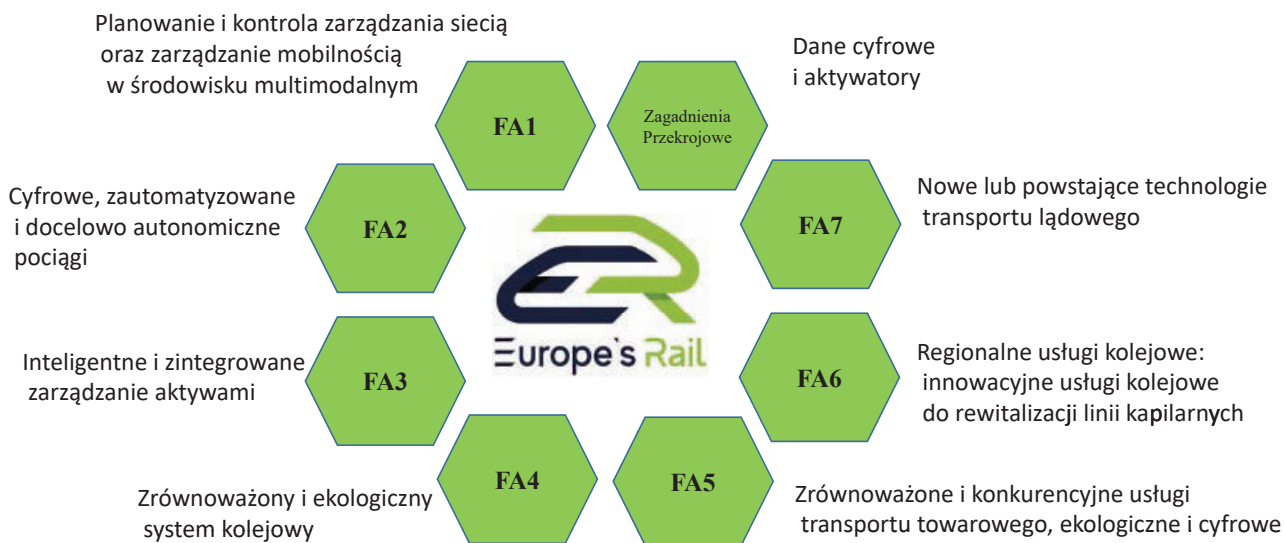 Planowanie i kontrola zarządzania siecią
oraz zarządzanie mobilnością
w środowisku multimodalnym
FA1
Zagadnienia
Przekrojowe
Dane cyfrowe
i aktywatory
Cyfrowe, zautomatyzowane
i docelowo autonomiczne
pociągi
FA2
FA7
Nowe lub powstające technologie
transportu lądowego
ER
Europe's Rail
Inteligentne i zintegrowane
zarządzanie aktywami
FA3
FA6
Regionalne usługi kolejowe:
innowacyjne usługi kolejowe
do rewitalizacji linii kapilarnych
Zrównoważony i ekologiczny
system kolejowy
FA4
FA5
Zrównoważone i konkurencyjne usługi
transportu towarowego, ekologiczne i cyfrowe